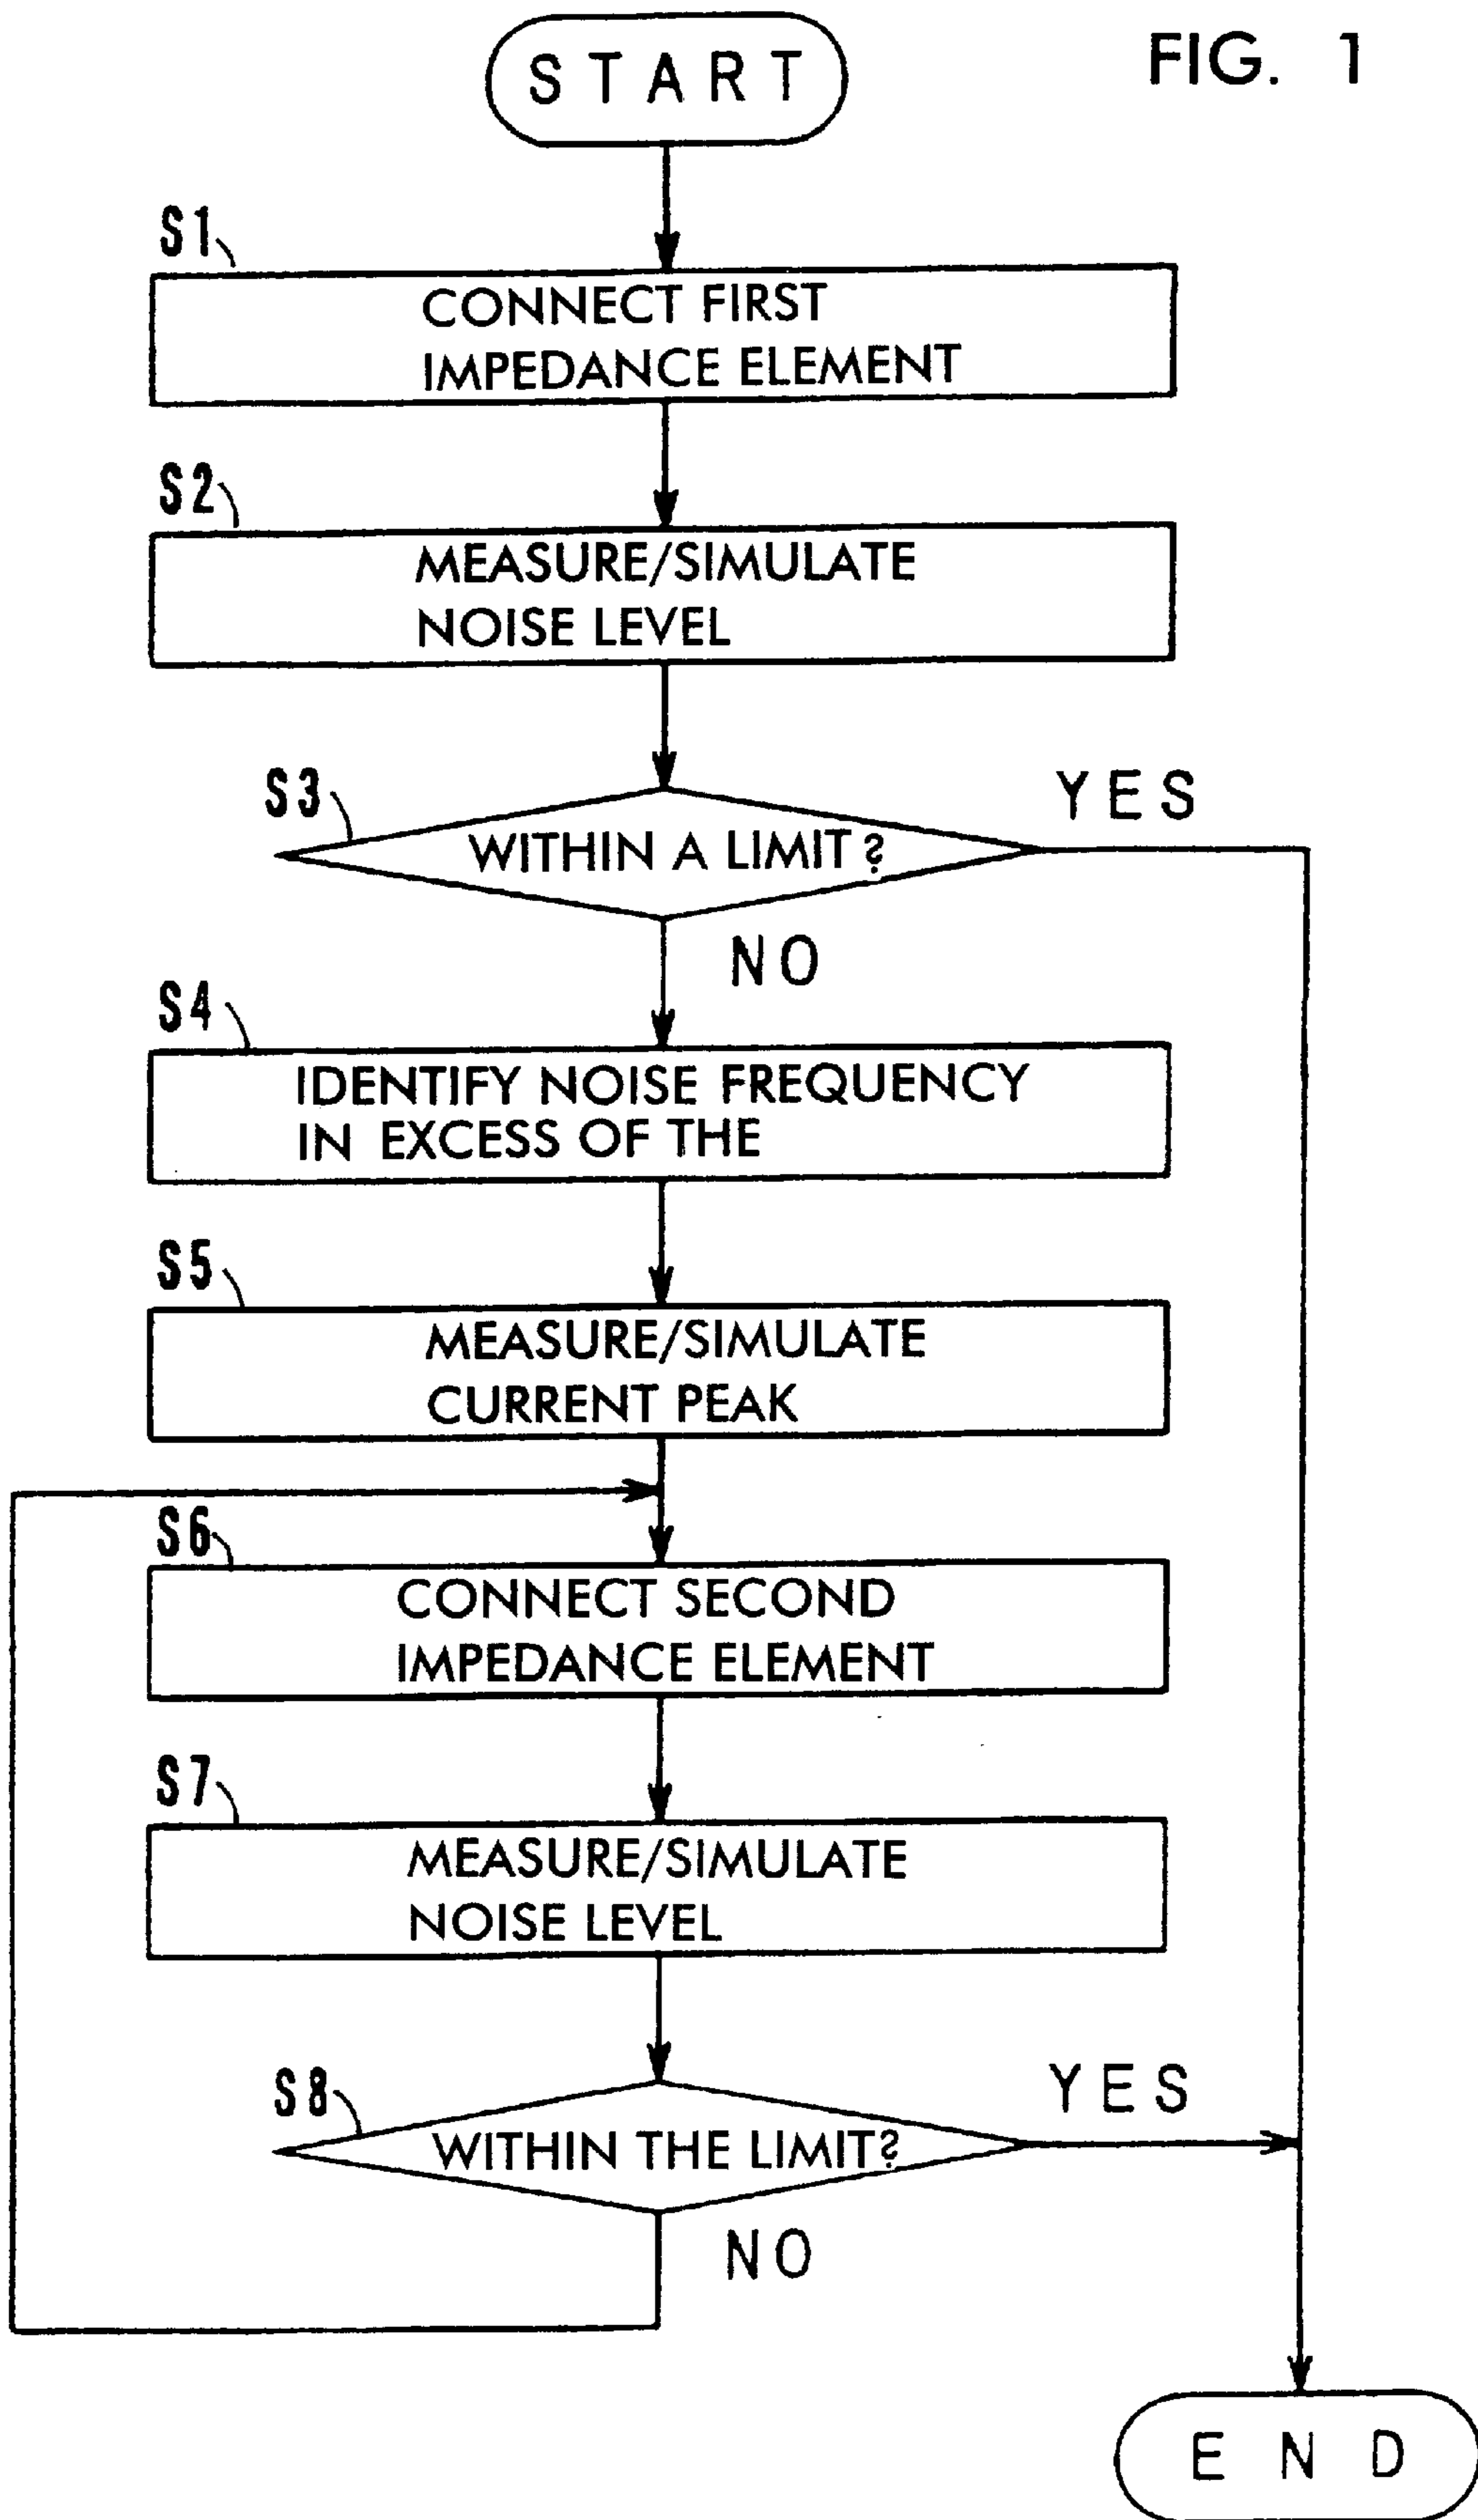 START
FIG. 1
S1
CONNECT FIRST
IMPEDANCE ELEMENT
S2
MEASURE/SIMULATE
NOISE LEVEL
S3
WITHIN A LIMIT?
YES
NO
S4
IDENTIFY NOISE FREQUENCY
IN EXCESS OF THE
S5
MEASURE/SIMULATE
CURRENT PEAK
S6
CONNECT SECOND
IMPEDANCE ELEMENT
S7
MEASURE/SIMULATE
NOISE LEVEL
S8
WITHIN THE LIMIT?
YES
NO
END